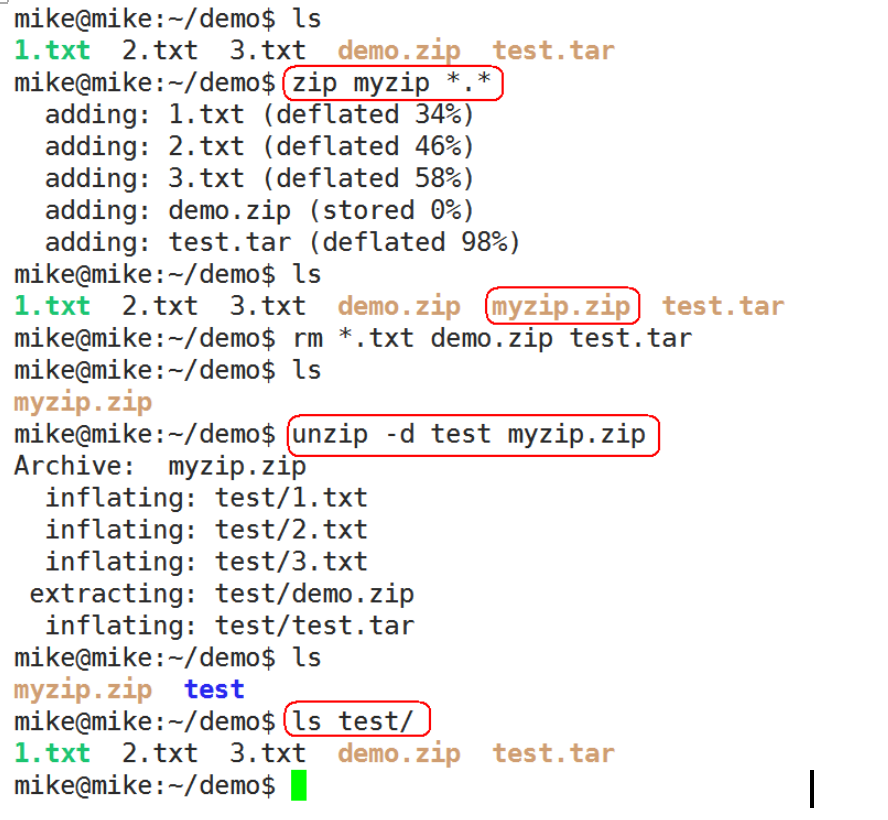 mike@mike:~/demo$ ls
1.txt  2.txt  3.txt  demo.zip  test.tar
mike@mike:~/demo$ zip myzip *.*
  adding: 1.txt (deflated 34%)
  adding: 2.txt (deflated 46%)
  adding: 3.txt (deflated 58%)
  adding: demo.zip (stored 0%)
  adding: test.tar (deflated 98%)
mike@mike:~/demo$ ls
1.txt  2.txt  3.txt  demo.zip  myzip.zip  test.tar
mike@mike:~/demo$ rm *.txt demo.zip test.tar
mike@mike:~/demo$ ls
myzip.zip
mike@mike:~/demo$ unzip -d test myzip.zip
Archive:  myzip.zip
  inflating: test/1.txt
  inflating: test/2.txt
  inflating: test/3.txt
 extracting: test/demo.zip
  inflating: test/test.tar
mike@mike:~/demo$ ls
myzip.zip  test
mike@mike:~/demo$ ls test/
1.txt  2.txt  3.txt  demo.zip  test.tar
mike@mike:~/demo$